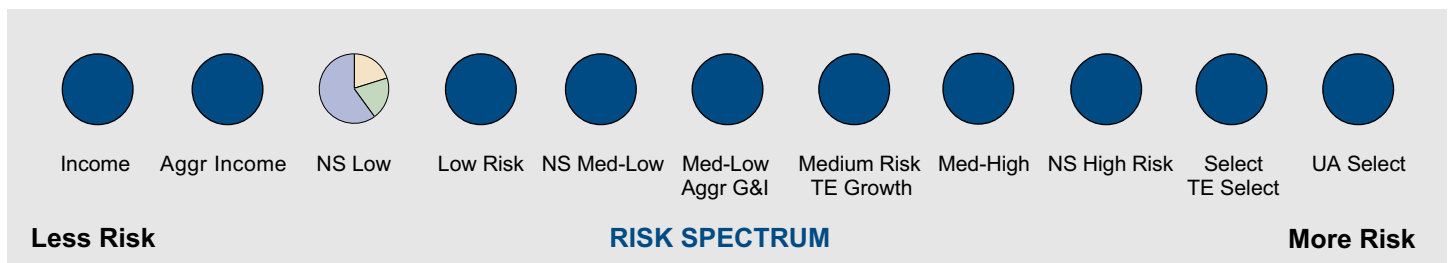 Income Aggr Income NS Low Low Risk NS Med-Low Med-Low Medium Risk Med-High NS High Risk Select UA Select
Aggr G&I TE Growth TE Select
Less Risk RISK SPECTRUM More Risk